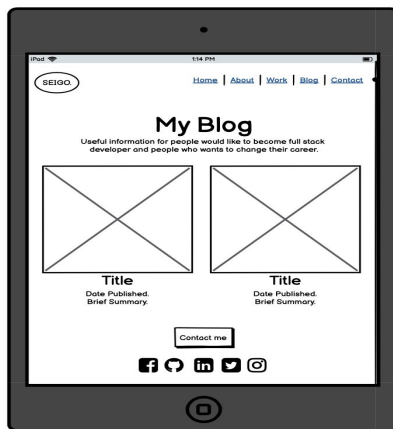 iPad 1:14 PM
SEIGO. Home | About | Work | Blog | Contact
My Blog
Useful information for people would like to become full stack
developer and people who wants to change their career.
Title Title
Date Published. Date Published.
Brief Summary. Brief Summary.
Contact me